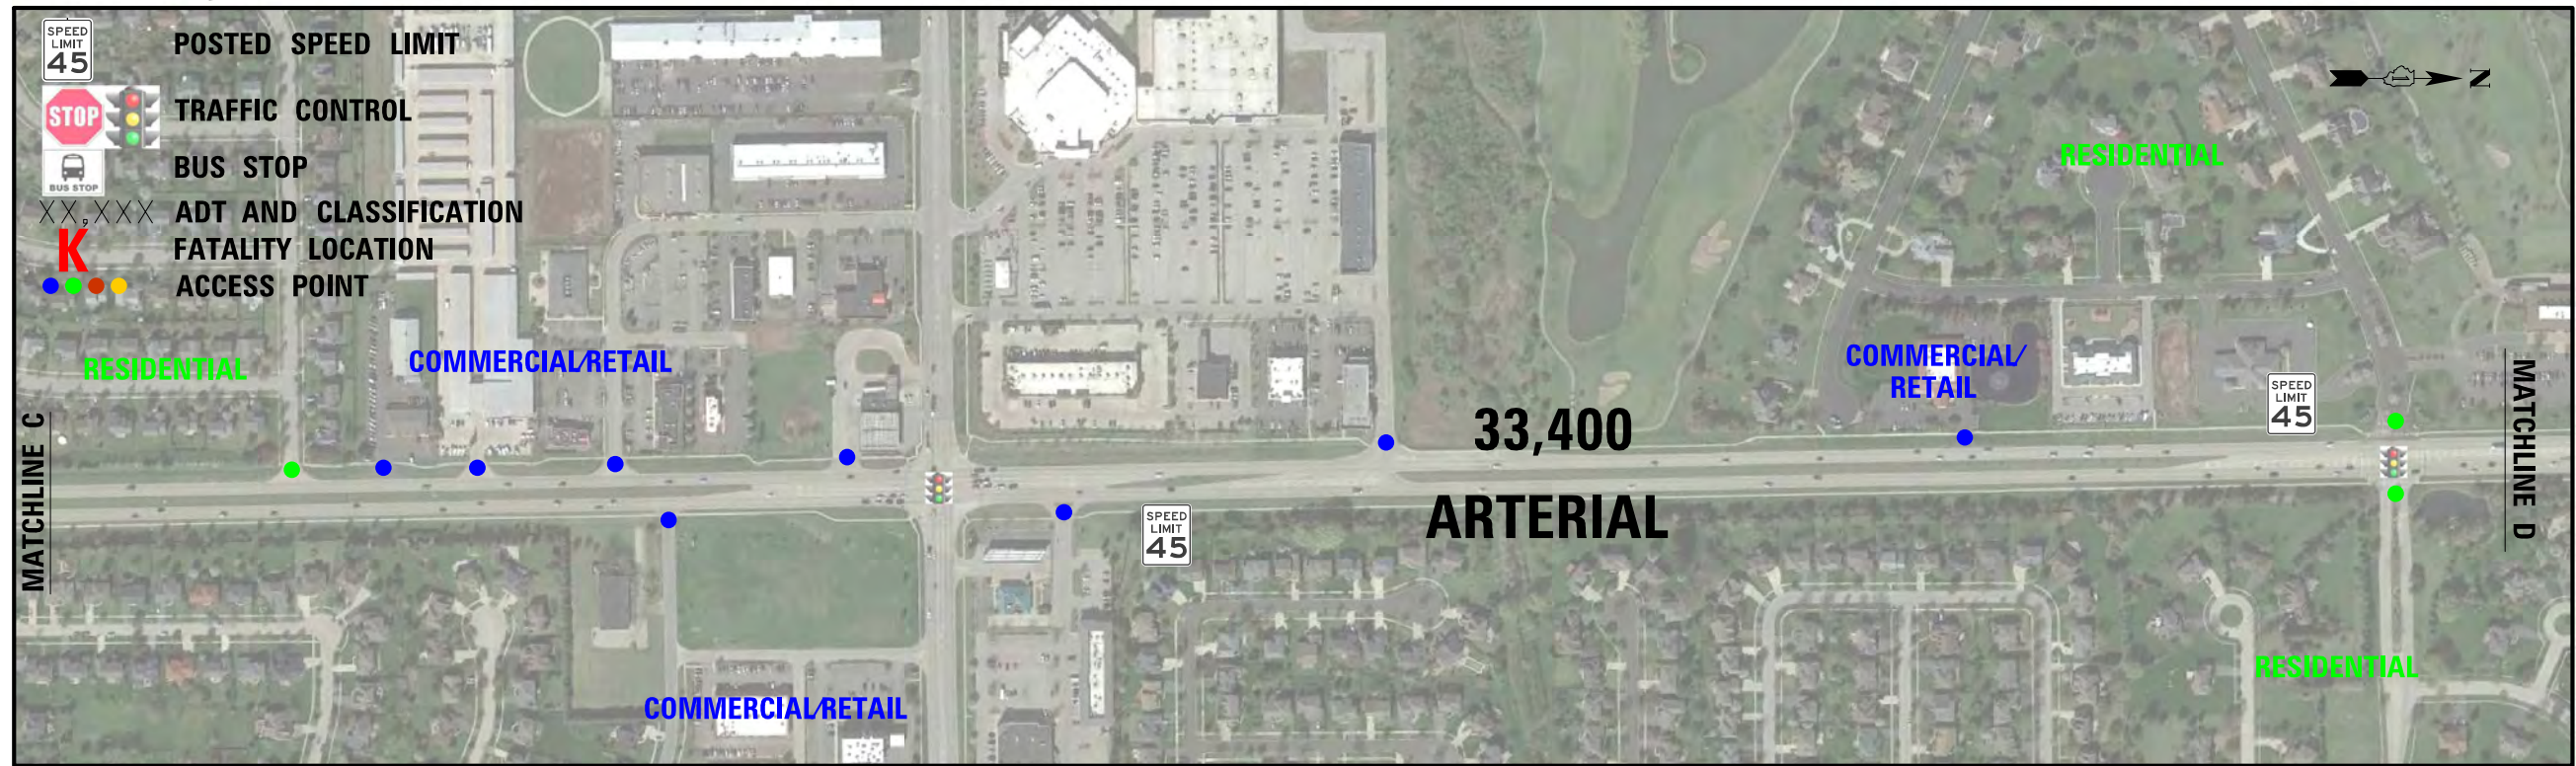 SPEED LIMIT 45
POSTED SPEED LIMIT
STOP
TRAFFIC CONTROL
BUS STOP
BUS STOP
XX,XXX
ADT AND CLASSIFICATION
K
FATALITY LOCATION
ACCESS POINT
N
RESIDENTIAL
RESIDENTIAL
COMMERCIAL/RETAIL
COMMERCIAL/
RETAIL
SPEED
LIMIT
45
MATCHLINE C
33,400
ARTERIAL
SPEED
LIMIT
45
MATCHLINE D
COMMERCIAL/RETAIL
RESIDENTIAL